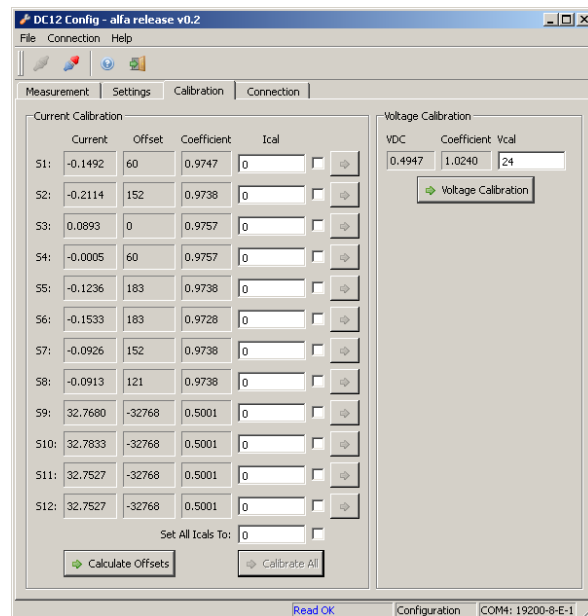 DC12 Config - alfa release v0.2
File Connection Help
Measurement Settings Calibration Connection
Current Calibration
Current Offset Coefficient Ical
S1: -0.1492 60 0.9747 0
S2: -0.2114 152 0.9738 0
S3: 0.0893 0 0.9757 0
S4: -0.0005 60 0.9757 0
S5: -0.1236 183 0.9738 0
S6: -0.1533 183 0.9728 0
S7: -0.0926 152 0.9738 0
S8: -0.0913 121 0.9738 0
S9: 32.7680 -32768 0.5001 0
S10: 32.7833 -32768 0.5001 0
S11: 32.7527 -32768 0.5001 0
S12: 32.7527 -32768 0.5001 0
Set All Icals To: 0
Calculate Offsets Calibrate All
Voltage Calibration
VDC Coefficient Vcal
0.4947 1.0240 24
Voltage Calibration
Read OK Configuration COM4: 19200-8-E-1